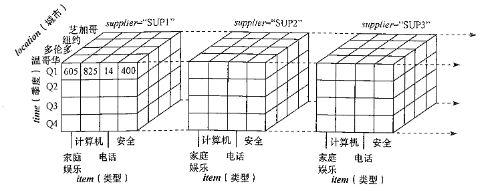 location（城市）
supplier="SUP1"
supplier="SUP2"
supplier="SUP3"
芝加哥
纽约
多伦多
温哥华
time（季度）
Q1 605 825 14 400
Q2
Q3
Q4
计算机 安全
家庭娱乐 电话
item（类型）
计算机 安全
家庭娱乐 电话
item（类型）
计算机 安全
家庭娱乐 电话
item（类型）